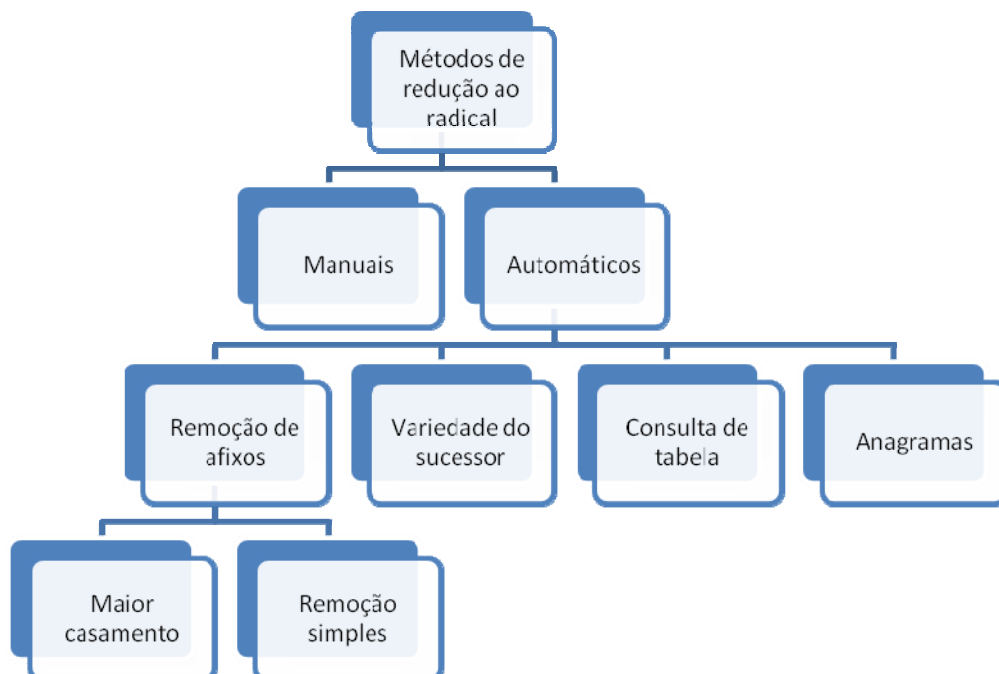 Métodos de
redução ao
radical
Manuais
Automáticos
Remoção de
afixos
Variedade do
sucessor
Consulta de
tabela
Anagramas
Maior
casamento
Remoção
simples